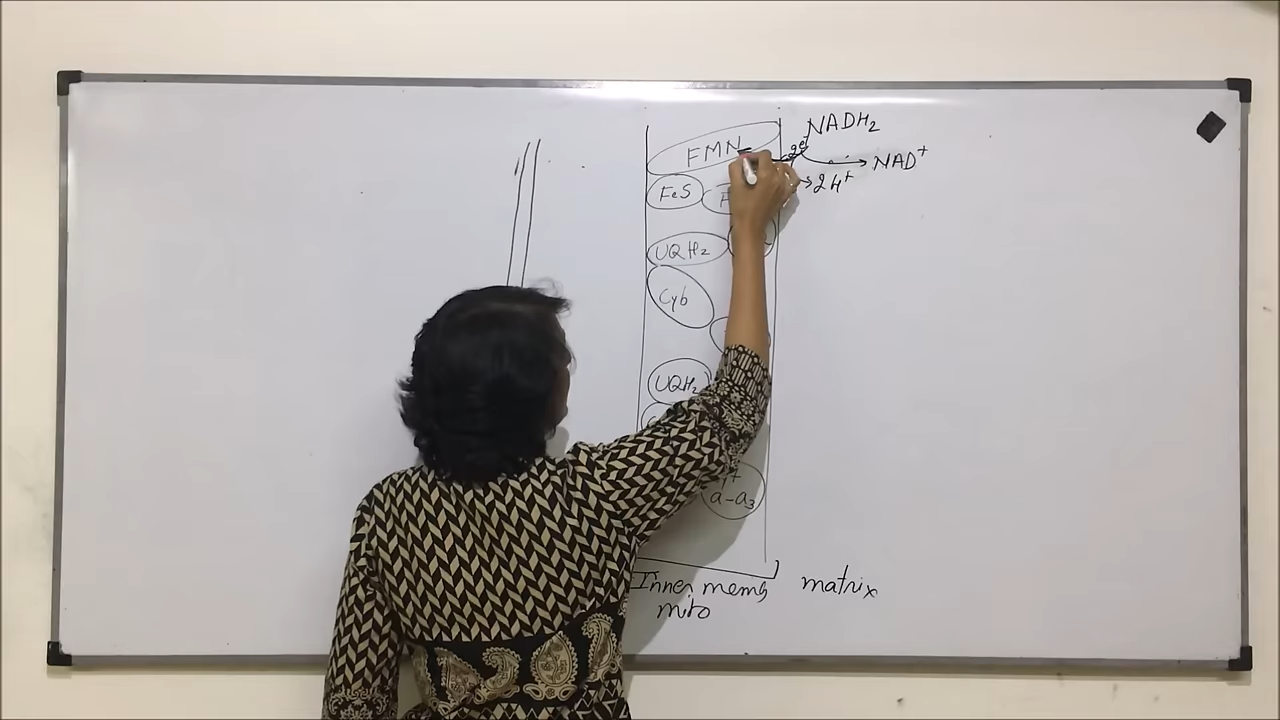 NADH2
FMN
2e-
NAD+
2H+
FeS
UQH2
Cyb
UQH2
a-a3
Inner memb
mito
matrix